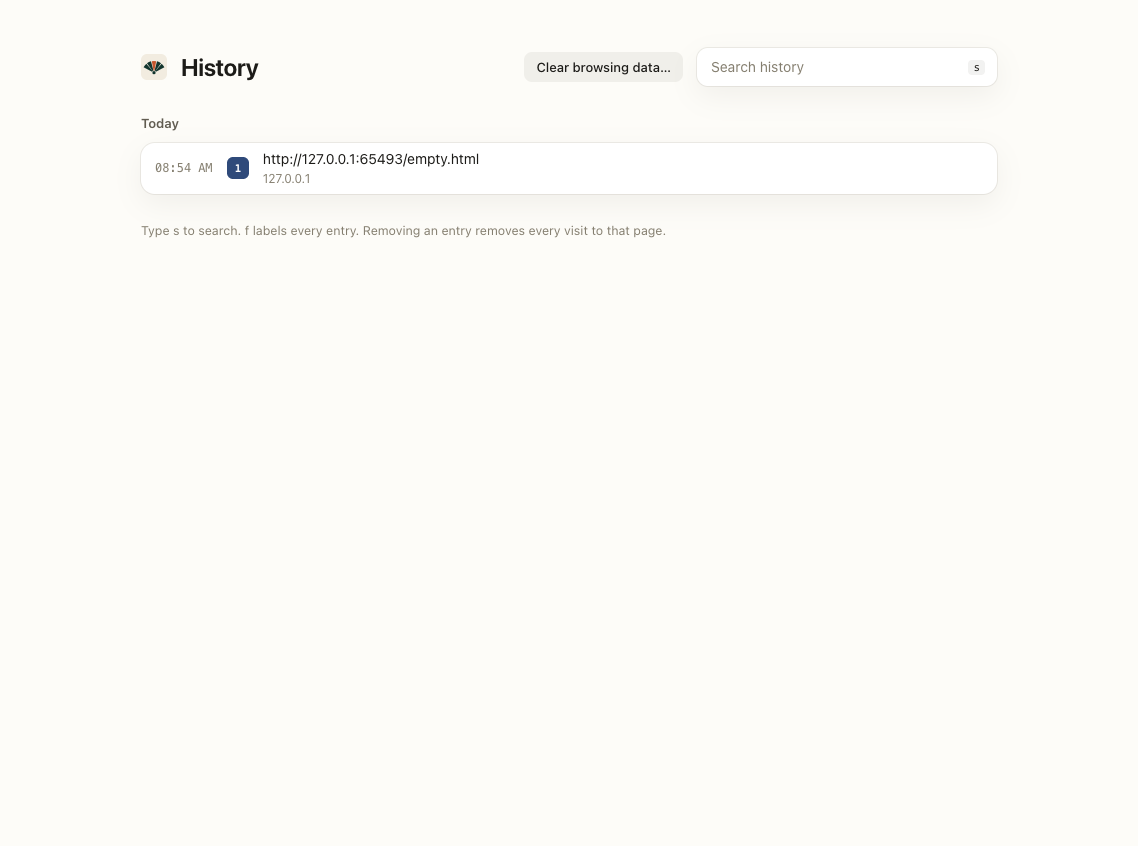 History
Clear browsing data...
Search history
s
Today
08:54 AM
1
http://127.0.0.1:65493/empty.html
127.0.0.1
Type s to search. f labels every entry. Removing an entry removes every visit to that page.